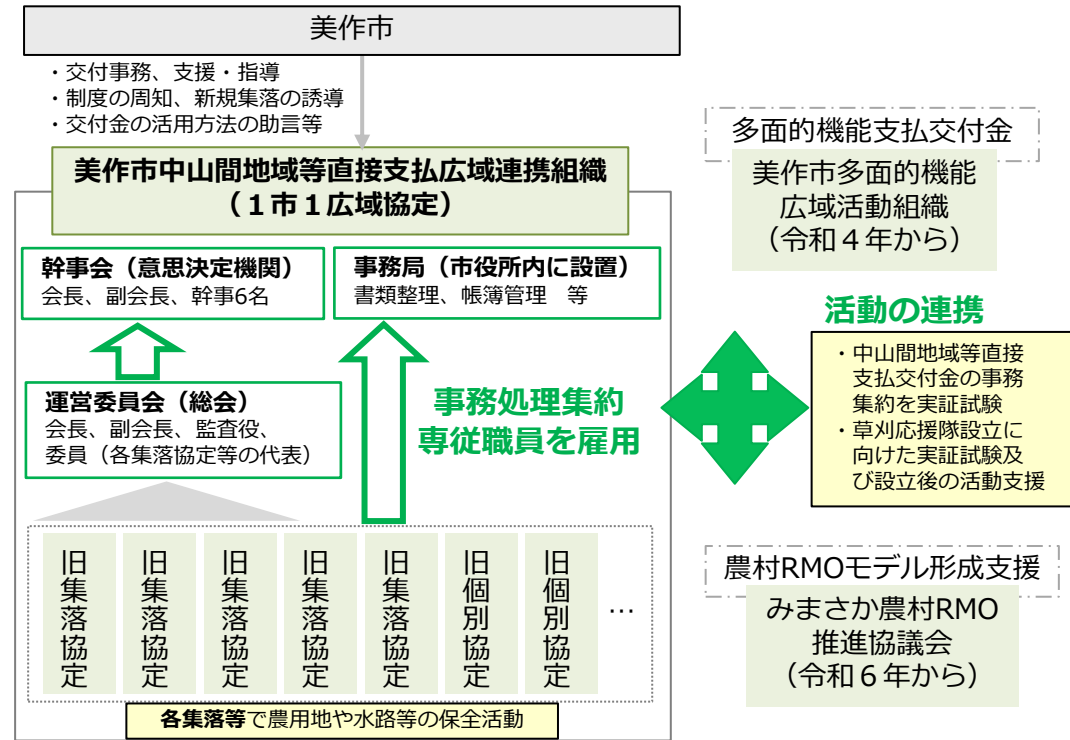 美作市
・交付事務、支援・指導
・制度の周知、新規集落の誘導
・交付金の活用方法の助言等
美作市中山間地域等直接支払広域連携組織
（１市１広域協定）
幹事会（意思決定機関）
会長、副会長、幹事6名
事務局（市役所内に設置）
書類整理、帳簿管理　等
運営委員会（総会）
会長、副会長、監査役、
委員（各集落協定等の代表）
事務処理集約
専従職員を雇用
旧集落協定
旧集落協定
旧集落協定
旧集落協定
旧集落協定
旧個別協定
旧個別協定
…
各集落等で農用地や水路等の保全活動
多面的機能支払交付金
美作市多面的機能
広域活動組織
（令和４年から）
活動の連携
・中山間地域等直接
支払交付金の事務
集約を実証試験
・草刈応援隊設立に
向けた実証試験及
び設立後の活動支援
農村RMOモデル形成支援
みまさか農村RMO
推進協議会
（令和６年から）